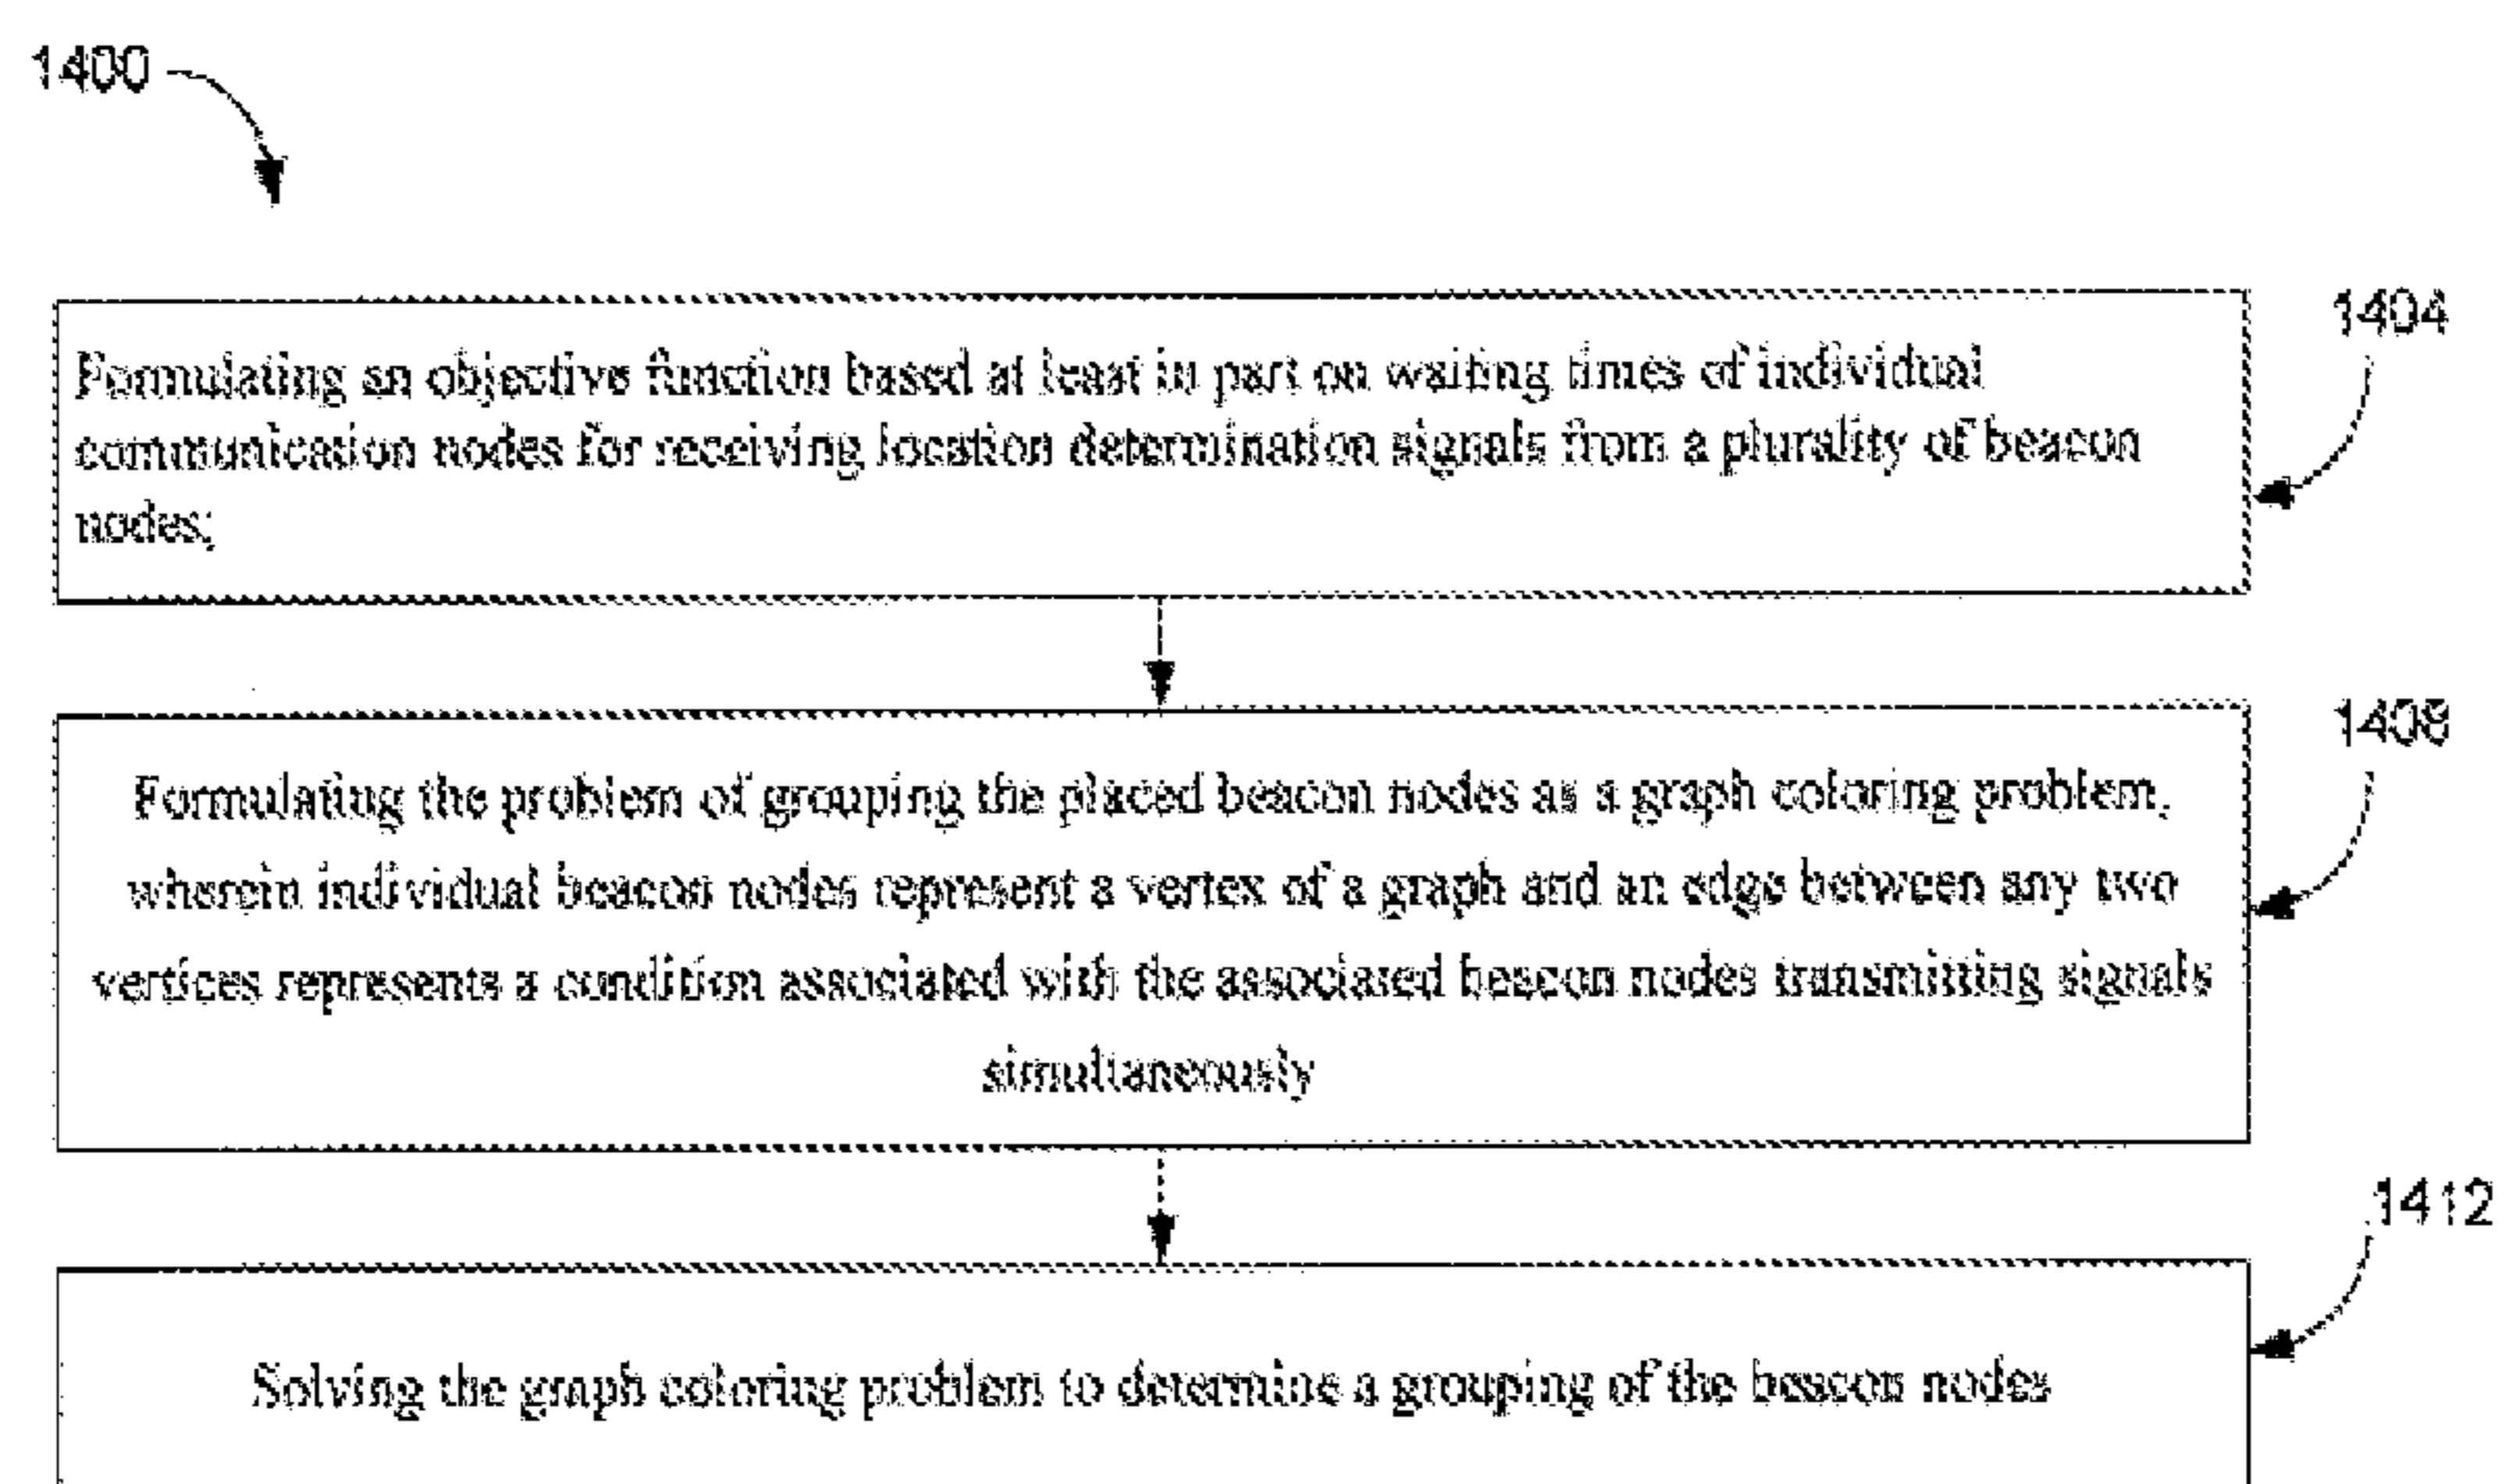 1400
1404
Formulating an objective function based at least in part on waiting times of individual
communication nodes for receiving location determination signals from a plurality of beacon
nodes;
1408
Formulating the problem of grouping the placed beacon nodes as a graph coloring problem,
wherein individual beacon nodes represent a vertex of a graph and an edge between any two
vertices represents a condition associated with the associated beacon nodes transmitting signals
simultaneously
1412
Solving the graph coloring problem to determine a grouping of the beacon nodes